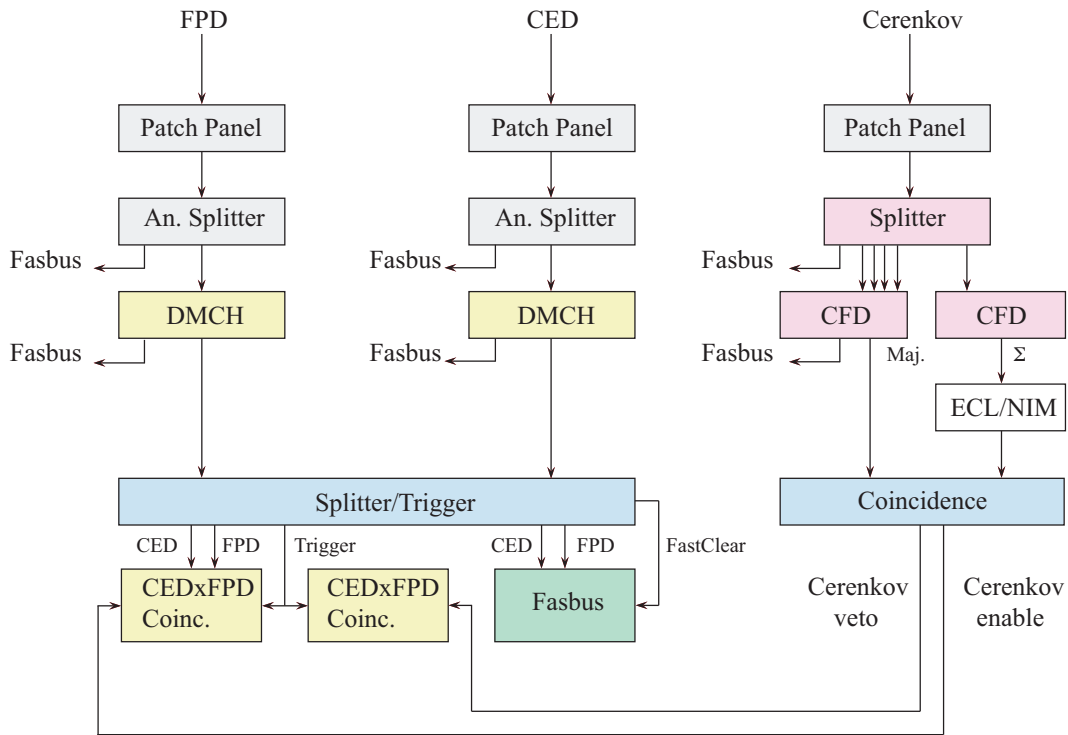 FPD
CED
Cerenkov
Patch Panel
Patch Panel
Patch Panel
An. Splitter
An. Splitter
Splitter
Fasbus
Fasbus
Fasbus
DMCH
DMCH
CFD
CFD
Fasbus
Fasbus
Fasbus
Maj.
Σ
ECL/NIM
Splitter/Trigger
Coincidence
CED
FPD
Trigger
CED
FPD
FastClear
CEDxFPD
Coinc.
CEDxFPD
Coinc.
Fasbus
Cerenkov
veto
Cerenkov
enable